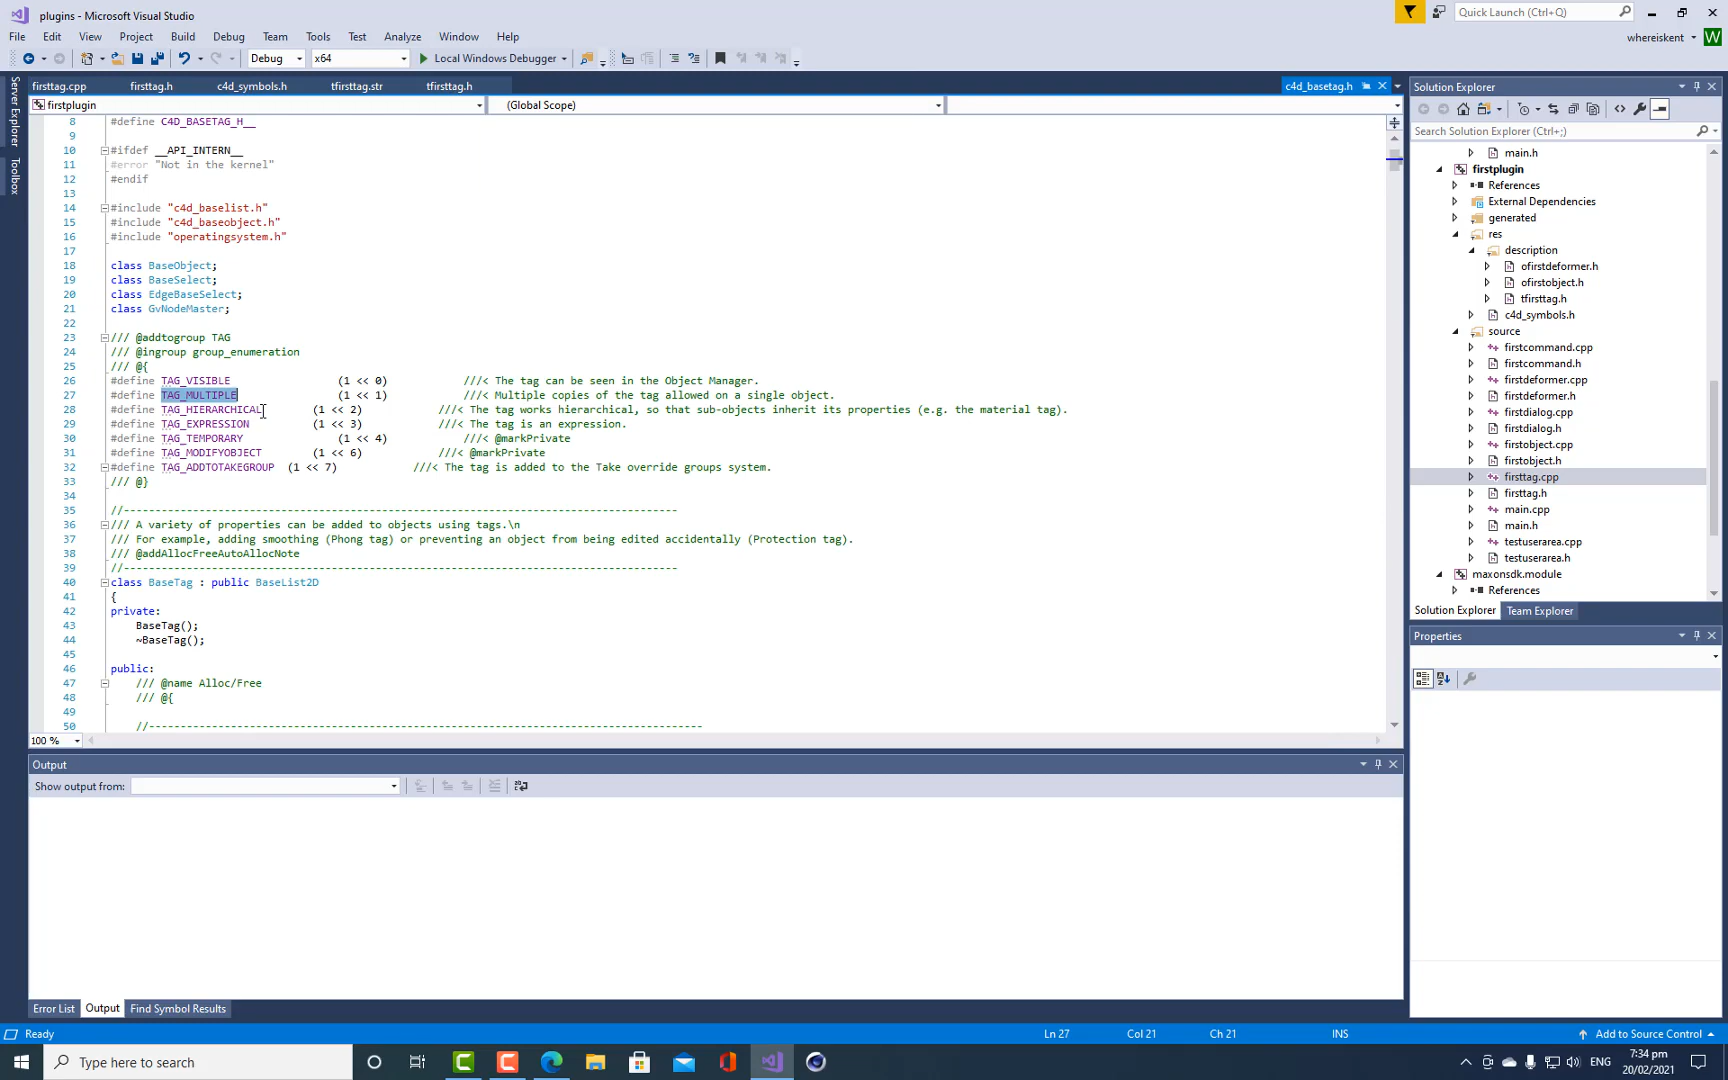 plugins - Microsoft Visual Studio
Quick Launch (Ctrl+Q)
File Edit View Project Build Debug Team Tools Test Analyze Window Help
whereiskent W
Debug x64 Local Windows Debugger
Server Explorer
Toolbox
firsttag.cpp firsttag.h c4d_symbols.h tfirsttag.str tfirsttag.h c4d_basetag.h
firstplugin (Global Scope)
8 #define C4D_BASETAG_H__
9
10 #ifdef __API_INTERN__
11 #error "Not in the kernel"
12 #endif
13
14 #include "c4d_baselist.h"
15 #include "c4d_baseobject.h"
16 #include "operatingsystem.h"
17
18 class BaseObject;
19 class BaseSelect;
20 class EdgeBaseSelect;
21 class GvNodeMaster;
22
23 /// @addtogroup TAG
24 /// @ingroup group_enumeration
25 /// @{
26 #define TAG_VISIBLE (1 << 0) ///< The tag can be seen in the Object Manager.
27 #define TAG_MULTIPLE (1 << 1) ///< Multiple copies of the tag allowed on a single object.
28 #define TAG_HIERARCHICAL (1 << 2) ///< The tag works hierarchical, so that sub-objects inherit its properties (e.g. the material tag).
29 #define TAG_EXPRESSION (1 << 3) ///< The tag is an expression.
30 #define TAG_TEMPORARY (1 << 4) ///< @markPrivate
31 #define TAG_MODIFYOBJECT (1 << 6) ///< @markPrivate
32 #define TAG_ADDTOTAKEGROUP (1 << 7) ///< The tag is added to the Take override groups system.
33 /// @}
34
35 //--------------------------------------------------------------------------------------
36 /// A variety of properties can be added to objects using tags.\n
37 /// For example, adding smoothing (Phong tag) or preventing an object from being edited accidentally (Protection tag).
38 /// @addAllocFreeAutoAllocNote
39 //--------------------------------------------------------------------------------------
40 class BaseTag : public BaseList2D
41 {
42 private:
43 BaseTag();
44 ~BaseTag();
45
46 public:
47 /// @name Alloc/Free
48 /// @{
49
50 //--------------------------------------------------------------------------------------
100 %
Output
Show output from:
Error List Output Find Symbol Results
Solution Explorer
Search Solution Explorer (Ctrl+;)
main.h
firstplugin
References
External Dependencies
generated
res
description
ofirstdeformer.h
ofirstobject.h
tfirsttag.h
c4d_symbols.h
source
firstcommand.cpp
firstcommand.h
firstdeformer.cpp
firstdeformer.h
firstdialog.cpp
firstdialog.h
firstobject.cpp
firstobject.h
firsttag.cpp
firsttag.h
main.cpp
main.h
testuserarea.cpp
testuserarea.h
maxonsdk.module
References
Solution Explorer Team Explorer
Properties
Ready Ln 27 Col 21 Ch 21 INS Add to Source Control
Type here to search
ENG
7:34 pm
20/02/2021